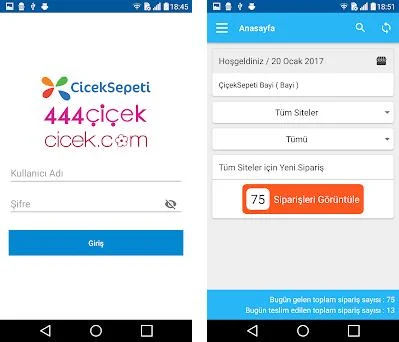 18:45
CicekSepeti
444çiçek
cicek.com
Kullanıcı Adı
Şifre
Giriş
18:51
Anasayfa
Hoşgeldiniz / 20 Ocak 2017
ÇiçekSepeti Bayi ( Bayi )
Tüm Siteler
Tümü
Tüm Siteler için Yeni Sipariş
75 Siparişleri Görüntüle
Bugün gelen toplam sipariş sayısı : 75
Bugün teslim edilen toplam sipariş sayısı : 13